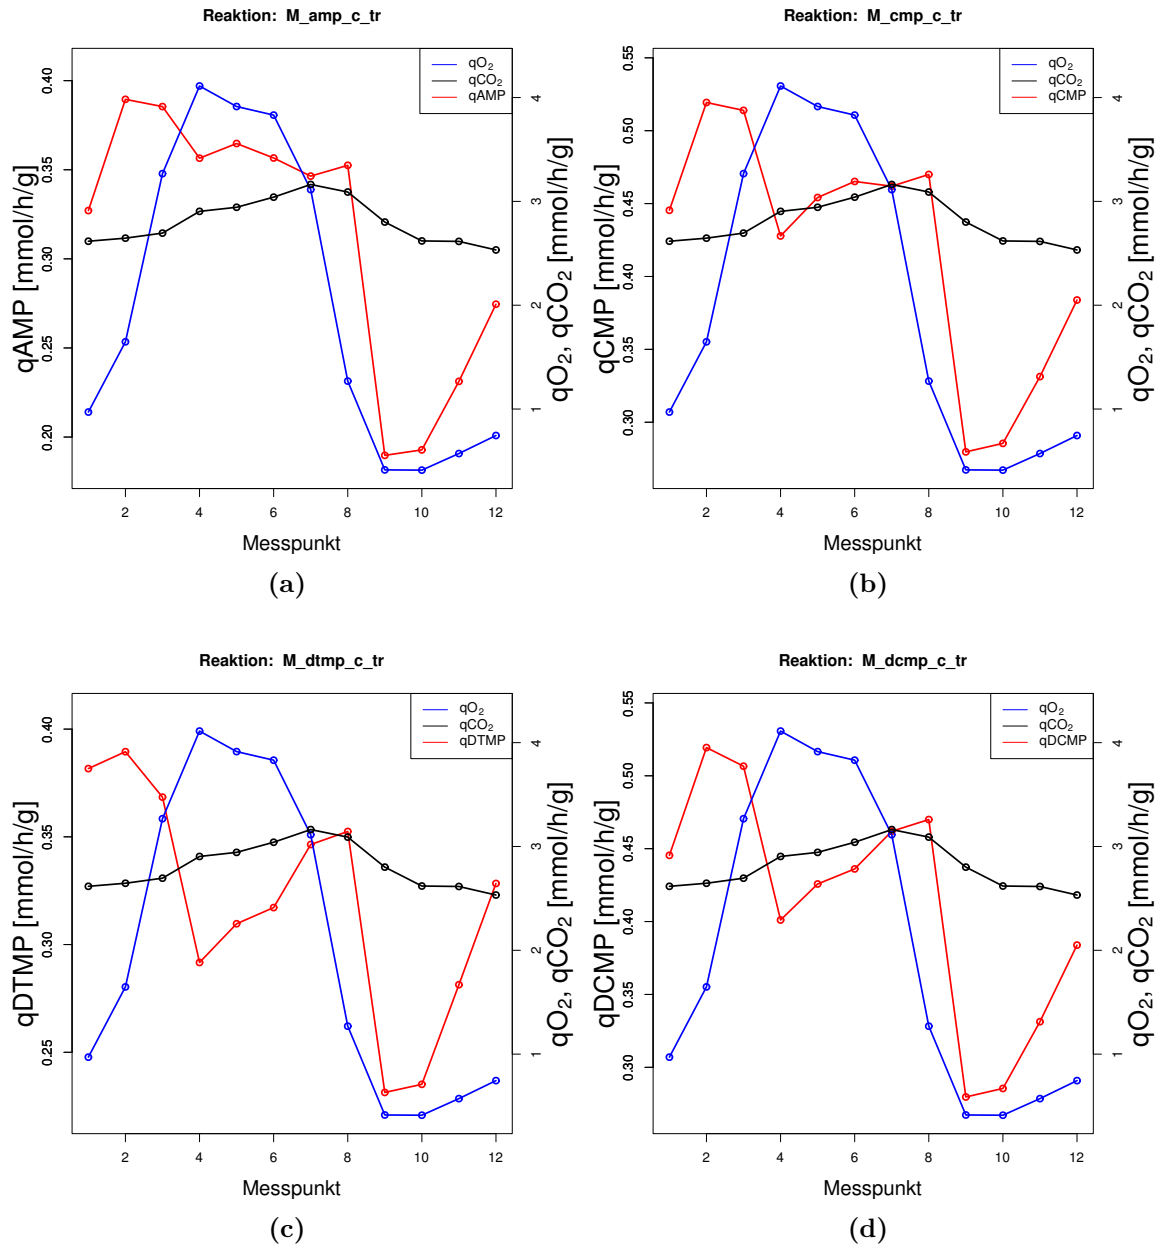 Reaktion: M_amp_c_tr
qO2
qCO2
qAMP
0.40
0.35
0.30
0.25
0.20
qAMP [mmol/h/g]
4
3
2
1
qO2, qCO2 [mmol/h/g]
2 4 6 8 10 12
Messpunkt
(a)
Reaktion: M_cmp_c_tr
qO2
qCO2
qCMP
0.55
0.50
0.45
0.40
0.35
0.30
qCMP [mmol/h/g]
4
3
2
1
qO2, qCO2 [mmol/h/g]
2 4 6 8 10 12
Messpunkt
(b)
Reaktion: M_dtmp_c_tr
qO2
qCO2
qDTMP
0.40
0.35
0.30
0.25
qDTMP [mmol/h/g]
4
3
2
1
qO2, qCO2 [mmol/h/g]
2 4 6 8 10 12
Messpunkt
(c)
Reaktion: M_dcmp_c_tr
qO2
qCO2
qDCMP
0.55
0.50
0.45
0.40
0.35
0.30
qDCMP [mmol/h/g]
4
3
2
1
qO2, qCO2 [mmol/h/g]
2 4 6 8 10 12
Messpunkt
(d)